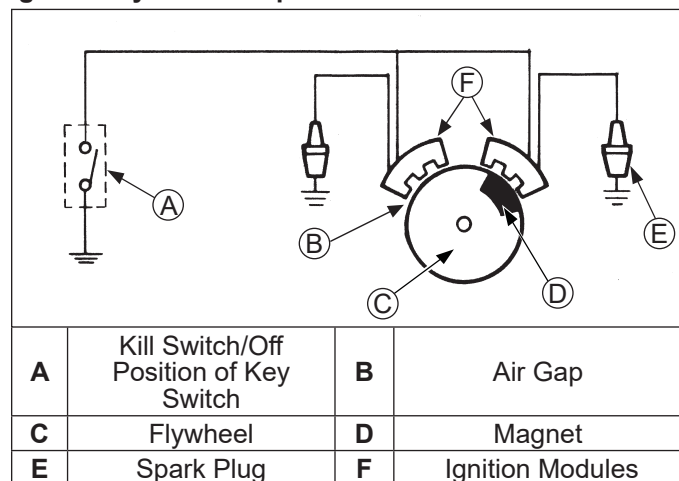 F
A
B
E
C
D
A Kill Switch/Off Position of Key Switch B Air Gap
C Flywheel D Magnet
E Spark Plug F Ignition Modules